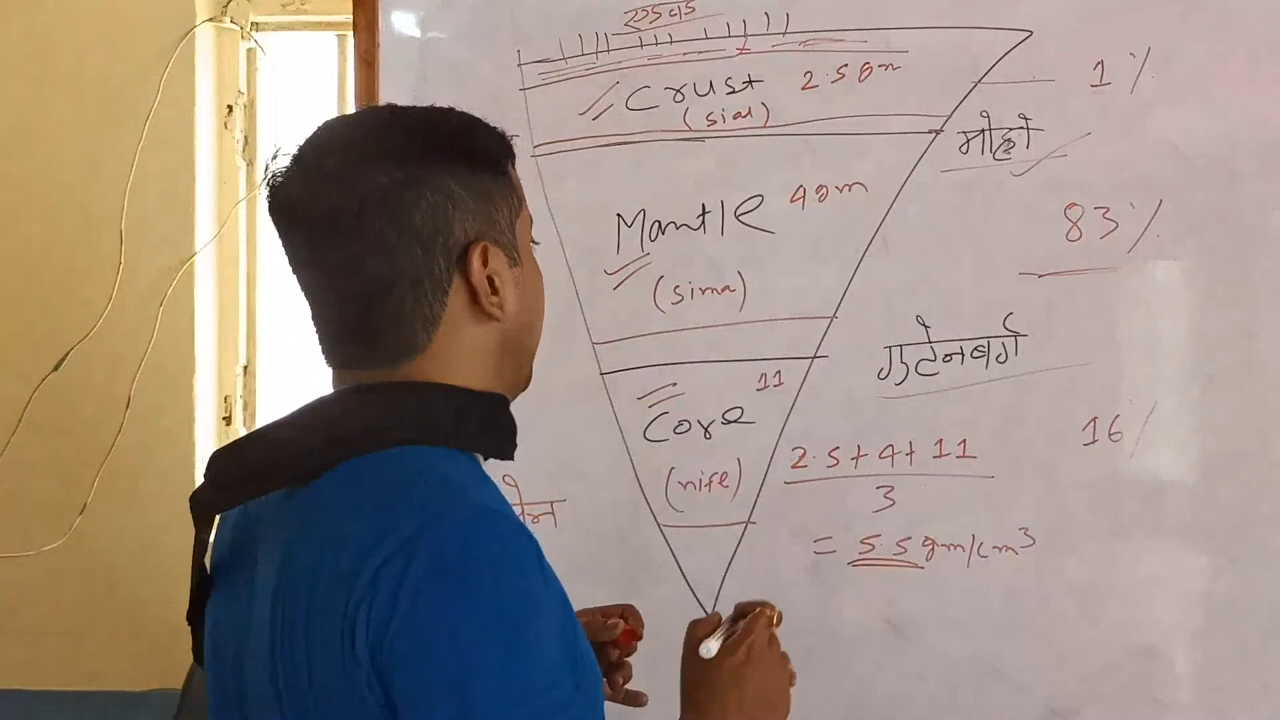 Crust 2.5 gm
(sial)
1%
मोहो
Mantle 4gm
(sima)
83%
गुटेनबर्ग
Core 11
(nife)
16%
2.5+4+11
3
= 5.5 gm/cm³